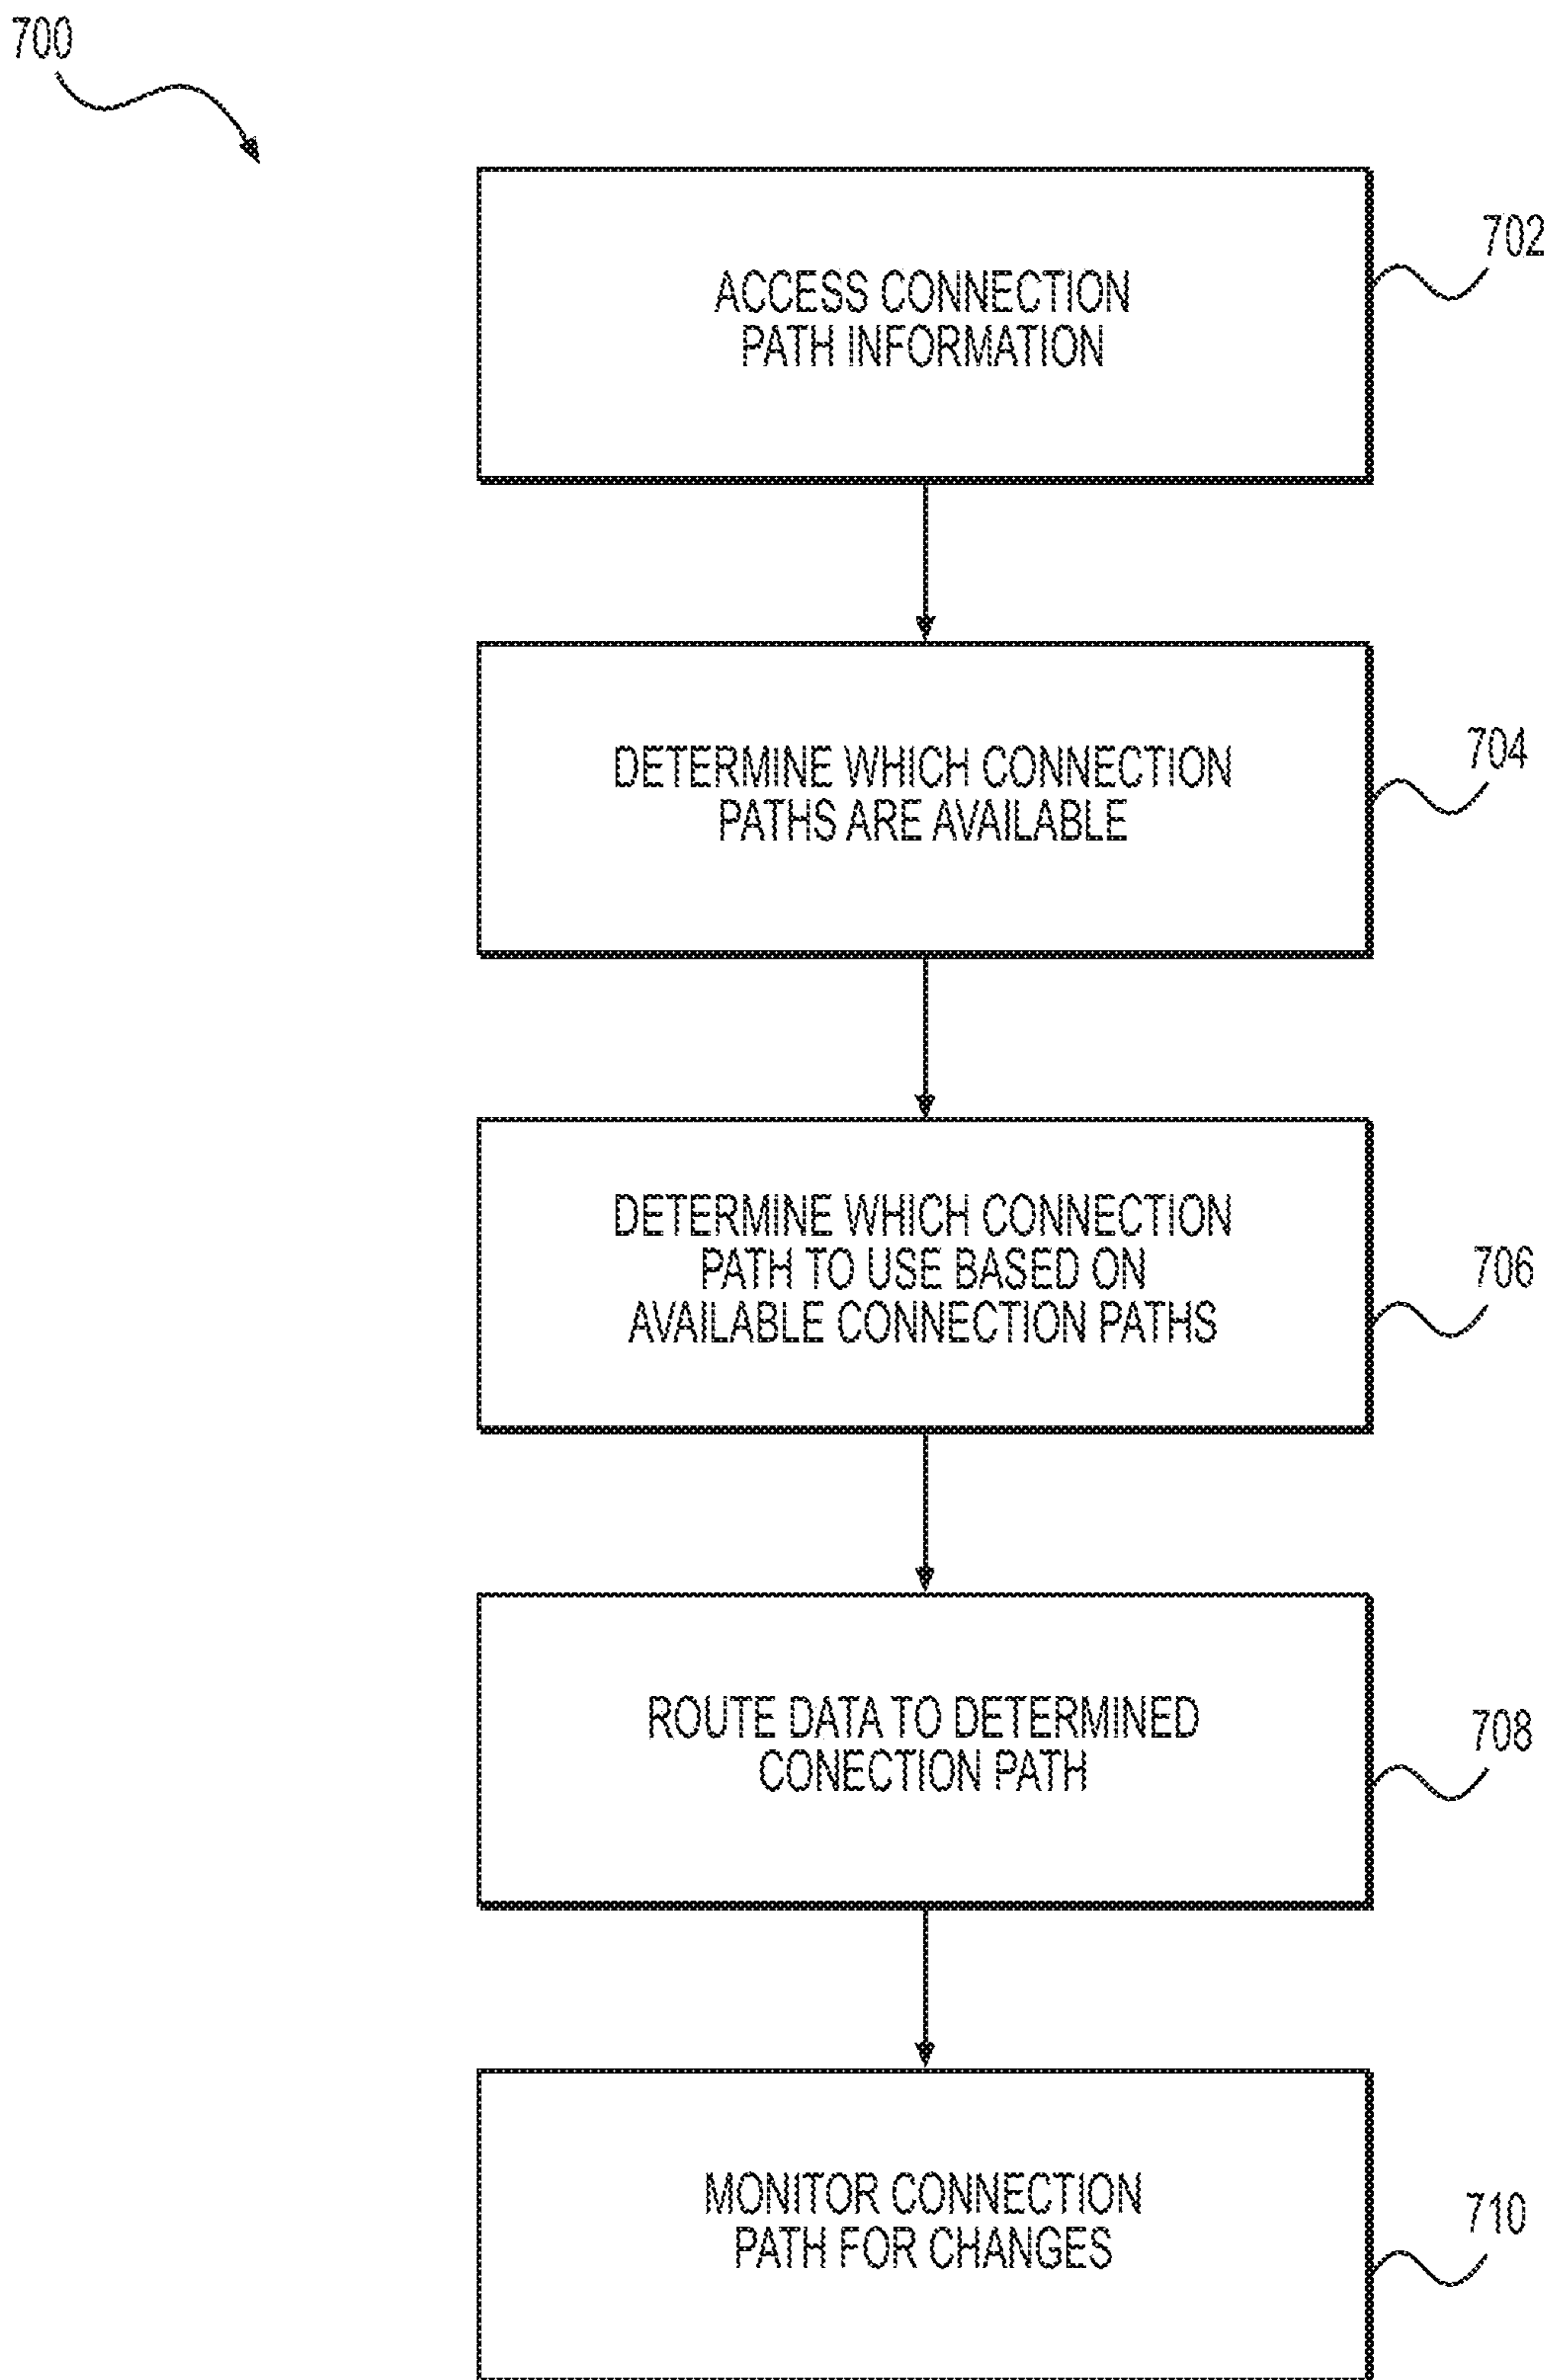 700
ACCESS CONNECTION
PATH INFORMATION
702
DETERMINE WHICH CONNECTION
PATHS ARE AVAILABLE
704
DETERMINE WHICH CONNECTION
PATH TO USE BASED ON
AVAILABLE CONNECTION PATHS
706
ROUTE DATA TO DETERMINED
CONECTION PATH
708
MONITOR CONNECTION
PATH FOR CHANGES
710